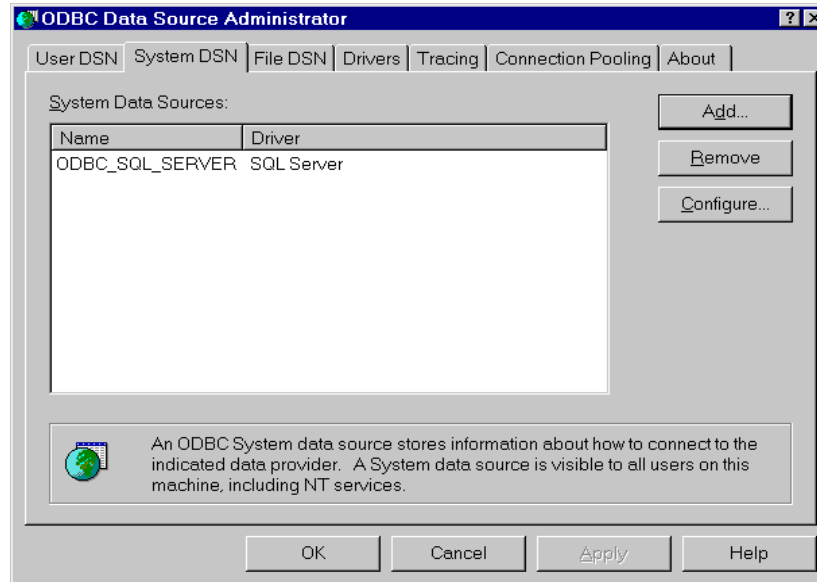 ODBC Data Source Administrator
User DSN System DSN File DSN Drivers Tracing Connection Pooling About
System Data Sources:
Add...
Name Driver
ODBC_SQL_SERVER SQL Server
Remove
Configure...
An ODBC System data source stores information about how to connect to the
indicated data provider. A System data source is visible to all users on this
machine, including NT services.
OK Cancel Apply Help